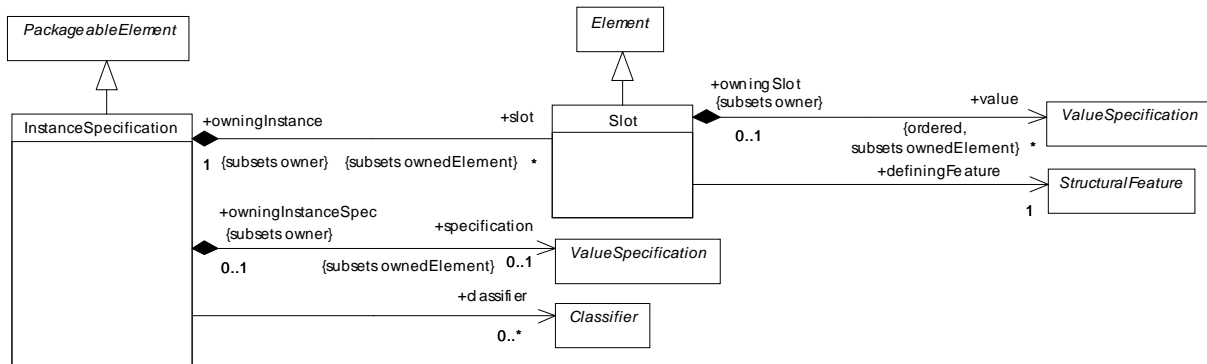 PackageableElement
Element
InstanceSpecification
+owningInstance
1
{subsets owner}
+slot
{subsets ownedElement}
*
Slot
+owningSlot
{subsets owner}
0..1
+value
{ordered,
subsets ownedElement}
*
ValueSpecification
+definingFeature
1
StructuralFeature
+owningInstanceSpec
{subsets owner}
0..1
+specification
{subsets ownedElement}
0..1
ValueSpecification
+classifier
0..*
Classifier